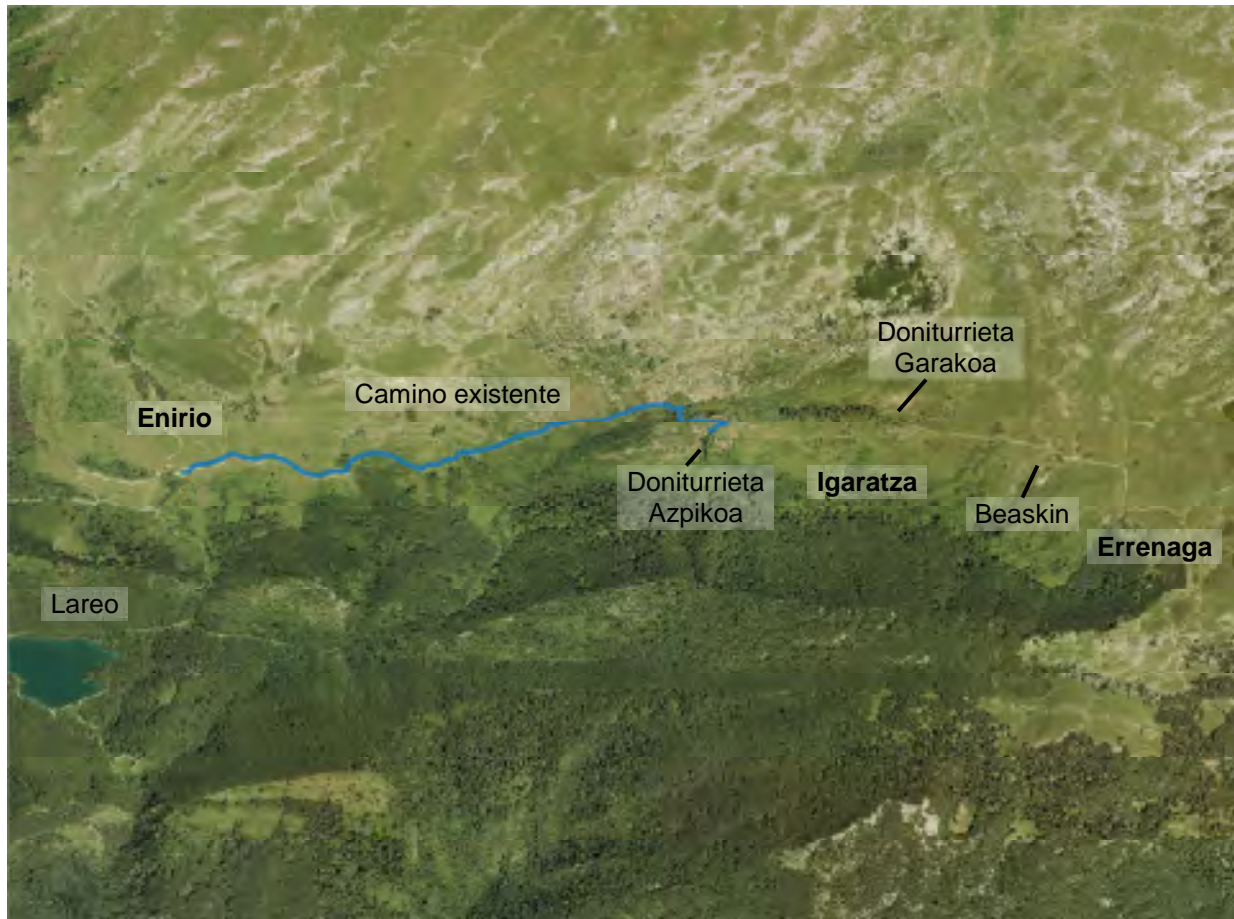 Doniturrieta
Garakoa
Camino existente
Enirio
Doniturrieta
Azpikoa
Igaratza
Beaskin
Errenaga
Lareo